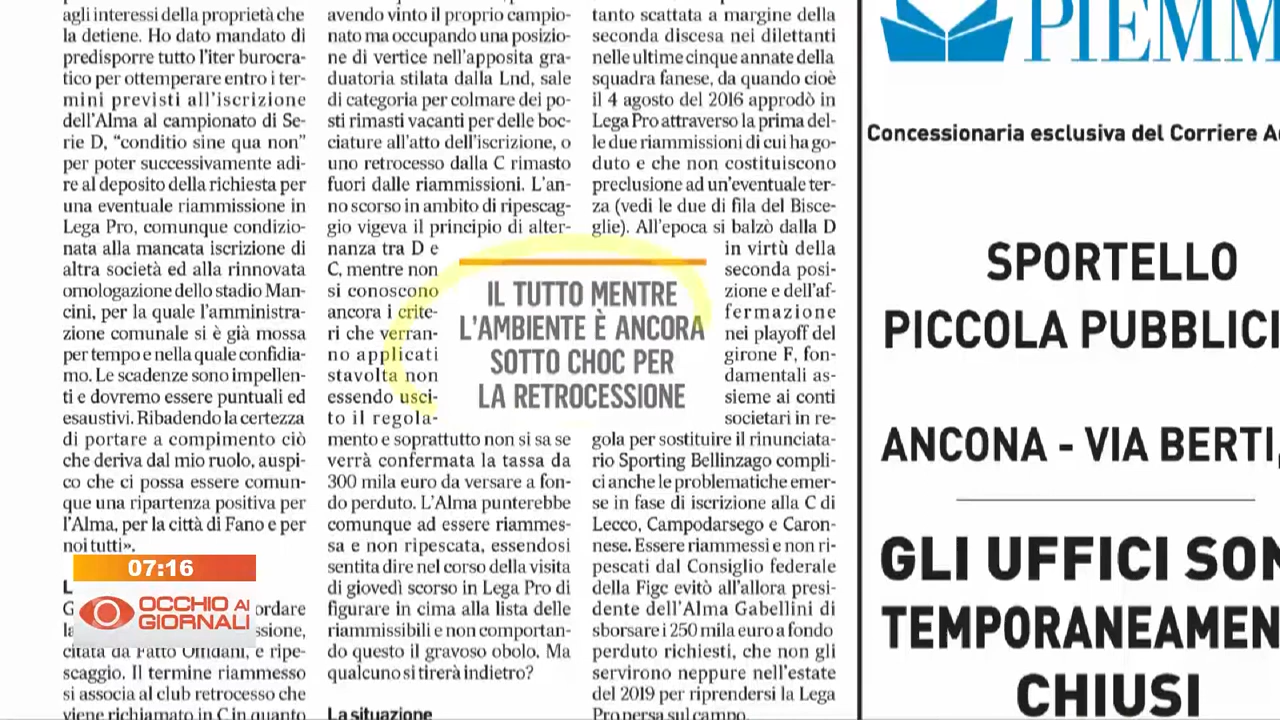 agli interessi della proprietà che
la detiene. Ho dato mandato di
predisporre tutto l'iter burocra-
tico per ottemperare entro i ter-
mini previsti all'iscrizione
dell'Alma al campionato di Se-
rie D, “conditio sine qua non”
per poter successivamente adi-
re al deposito della richiesta per
una eventuale riammissione in
Lega Pro, comunque condizio-
nata alla mancata iscrizione di
altra società ed alla rinnovata
omologazione dello stadio Man-
cini, per la quale l'amministra-
zione comunale si è già mossa
per tempo e nella quale confidia-
mo. Le scadenze sono impellen-
ti e dovremo essere puntuali ed
esaustivi. Ribadendo la certezza
di portare a compimento ciò
che deriva dal mio ruolo, auspi-
co che ci possa essere comun-
que una ripartenza positiva per
l'Alma, per la città di Fano e per
noi tutti».
07:16
OCCHIO AI
GIORNALI
ordare
ssione,
citata da Patto Offidani, e ripe-
scaggio. Il termine riammesso
si associa al club retrocesso che
viene richiamato in C in quanto
avendo vinto il proprio campio-
nato ma occupando una posizio-
ne di vertice nell'apposita gra-
duatoria stilata dalla Lnd, sale
di categoria per colmare dei po-
sti rimasti vacanti per delle boc-
ciature all'atto dell'iscrizione, o
uno retrocesso dalla C rimasto
fuori dalle riammissioni. L'an-
no scorso in ambito di ripescag-
gio vigeva il principio di alter-
nanza tra D e
C, mentre non
si conoscono
ancora i crite-
ri che verran-
no applicati
stavolta non
essendo usci-
to il regola-
mento e soprattutto non si sa se
verrà confermata la tassa da
300 mila euro da versare a fon-
do perduto. L'Alma punterebbe
comunque ad essere riammes-
sa e non ripescata, essendosi
sentita dire nel corso della visita
di giovedì scorso in Lega Pro di
figurare in cima alla lista delle
riammissibili e non comportan-
do questo il gravoso obolo. Ma
qualcuno si tirerà indietro?
La situazione
IL TUTTO MENTRE
L'AMBIENTE È ANCORA
SOTTO CHOC PER
LA RETROCESSIONE
tanto scattata a margine della
seconda discesa nei dilettanti
nelle ultime cinque annate della
squadra fanese, da quando cioè
il 4 agosto del 2016 approdò in
Lega Pro attraverso la prima del-
le due riammissioni di cui ha go-
duto e che non costituiscono
preclusione ad un'eventuale ter-
za (vedi le due di fila del Bisce-
glie). All'epoca si balzò dalla D
in virtù della
seconda posi-
zione e dell'af-
fermazione
nei playoff del
girone F, fon-
damentali as-
sieme ai conti
societari in re-
gola per sostituire il rinunciata-
rio Sporting Bellinzago compli-
ci anche le problematiche emer-
se in fase di iscrizione alla C di
Lecco, Campodarsego e Caron-
nese. Essere riammessi e non ri-
pescati dal Consiglio federale
della Figc evitò all'allora presi-
dente dell'Alma Gabellini di
sborsare i 250 mila euro a fondo
perduto richiesti, che non gli
servirono neppure nell'estate
del 2019 per riprendersi la Lega
Pro persa sul campo.
PIEMM
Concessionaria esclusiva del Corriere A
SPORTELLO
PICCOLA PUBBLICI
ANCONA - VIA BERTI,
GLI UFFICI SON
TEMPORANEAMEN
CHIUSI